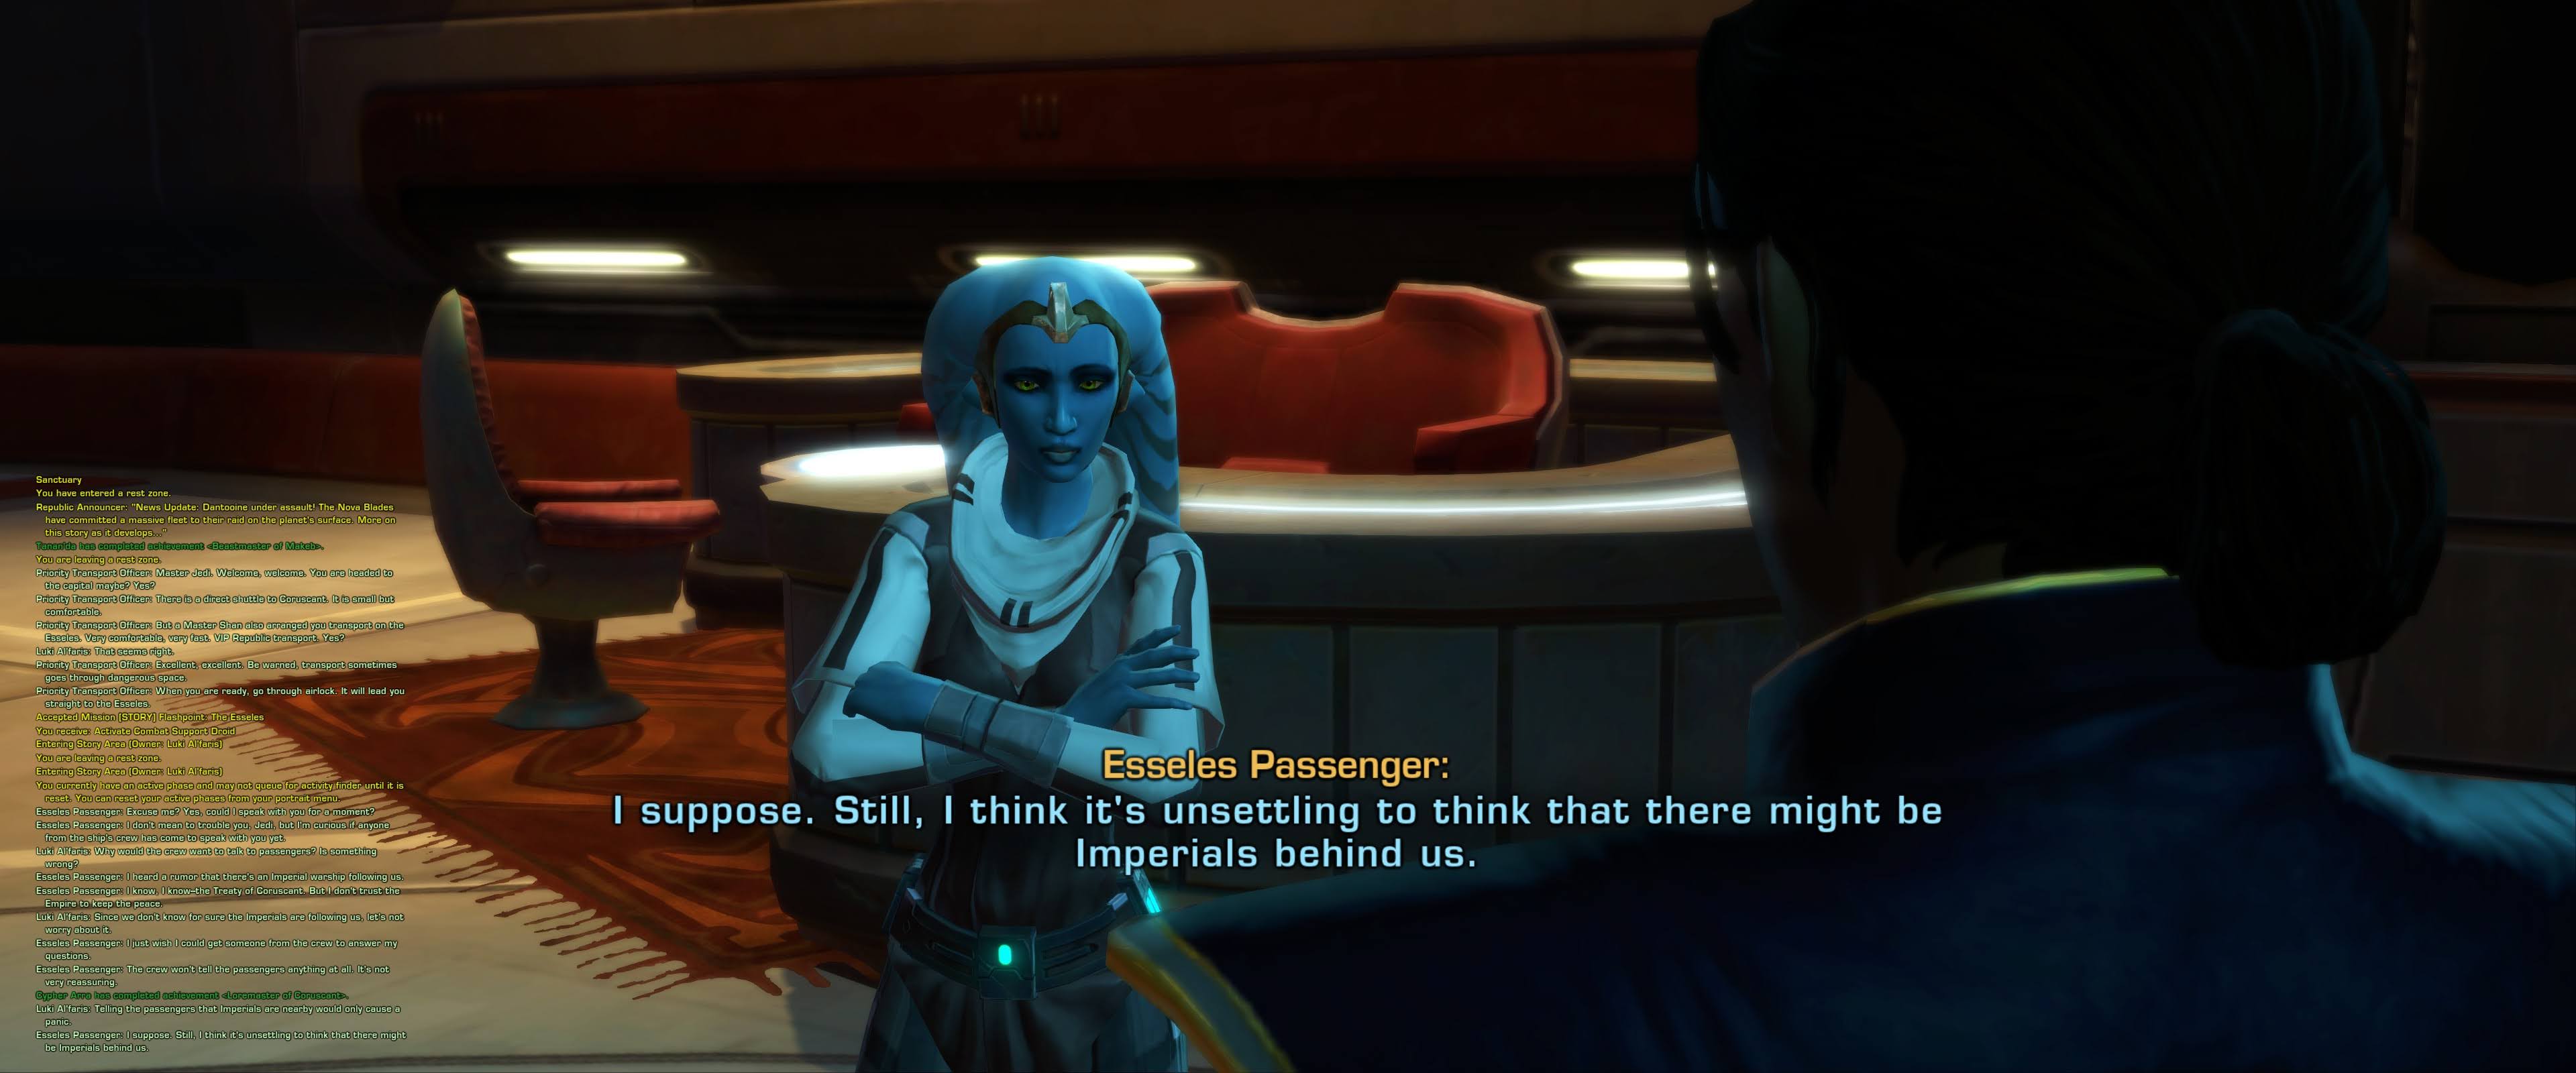 Sanctuary
You have entered a rest zone.
Republic Announcer: "News Update: Dantooine under assault! The Nova Blades
have committed a massive fleet to their raid on the planet's surface. More on
this story as it develops..."
Tanan'da has completed achievement <Beastmaster of Makeb>.
You are leaving a rest zone.
Priority Transport Officer: Master Jedi. Welcome, welcome. You are headed to
the capital maybe? Yes?
Priority Transport Officer: There is a direct shuttle to Coruscant. It is small but
comfortable.
Priority Transport Officer: But a Master Shan also arranged you transport on the
Esseles. Very comfortable, very fast, VIP Republic transport. Yes?
Luki Al'faris: That seems right.
Priority Transport Officer: Excellent, excellent. Be warned, transport sometimes
goes through dangerous space.
Priority Transport Officer: When you are ready, go through airlock. It will lead you
straight to the Esseles.
Accepted Mission [STORY] Flashpoint: The Esseles
You receive: Activate Combat Support Droid
Entering Story Area (Owner: Luki Al'faris)
You are leaving a rest zone.
Entering Story Area (Owner: Luki Al'faris)
You currently have an active phase and may not queue for activity finder until it is
reset. You can reset your active phases from your portrait menu.
Esseles Passenger: Excuse me? Yes, could I speak with you for a moment?
Esseles Passenger: I don't mean to trouble you, Jedi, but I'm curious if anyone
from the ship's crew has come to speak with you yet.
Luki Al'faris: Why would the crew want to talk to passengers? Is something
wrong?
Esseles Passenger: I heard a rumor that there's an Imperial warship following us.
Esseles Passenger: I know, I know—the Treaty of Coruscant. But I don't trust the
Empire to keep the peace.
Luki Al'faris: Since we don't know for sure the Imperials are following us, let's not
worry about it.
Esseles Passenger: I just wish I could get someone from the crew to answer my
questions.
Esseles Passenger: The crew won't tell the passengers anything at all. It's not
very reassuring.
Cypher Arra has completed achievement <Loremaster of Coruscant>.
Luki Al'faris: Telling the passengers that Imperials are nearby would only cause a
panic.
Esseles Passenger: I suppose. Still, I think it's unsettling to think that there might
be Imperials behind us.
Esseles Passenger:
I suppose. Still, I think it's unsettling to think that there might be
Imperials behind us.